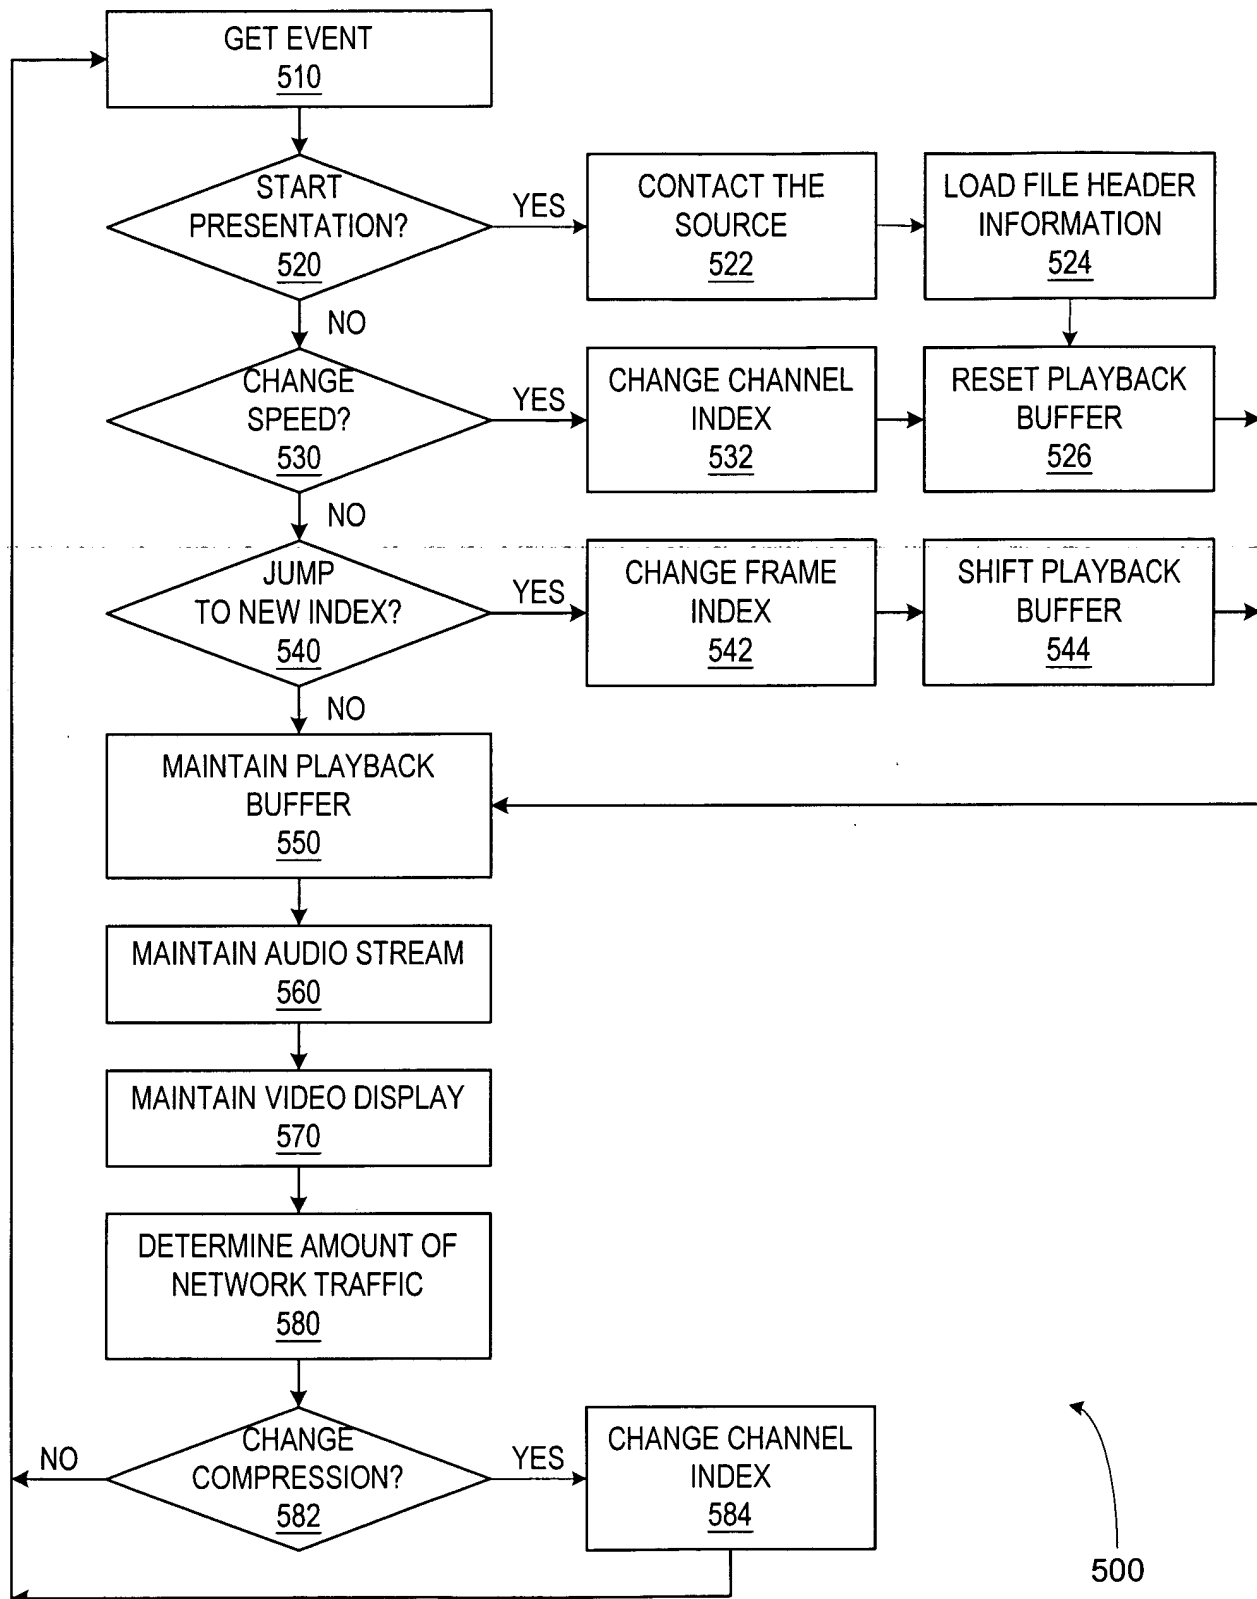 GET EVENT
510
START
PRESENTATION?
520
YES
CONTACT THE
SOURCE
522
LOAD FILE HEADER
INFORMATION
524
NO
CHANGE
SPEED?
530
YES
CHANGE CHANNEL
INDEX
532
RESET PLAYBACK
BUFFER
526
NO
JUMP
TO NEW INDEX?
540
YES
CHANGE FRAME
INDEX
542
SHIFT PLAYBACK
BUFFER
544
NO
MAINTAIN PLAYBACK
BUFFER
550
MAINTAIN AUDIO STREAM
560
MAINTAIN VIDEO DISPLAY
570
DETERMINE AMOUNT OF
NETWORK TRAFFIC
580
NO
CHANGE
COMPRESSION?
582
YES
CHANGE CHANNEL
INDEX
584
500